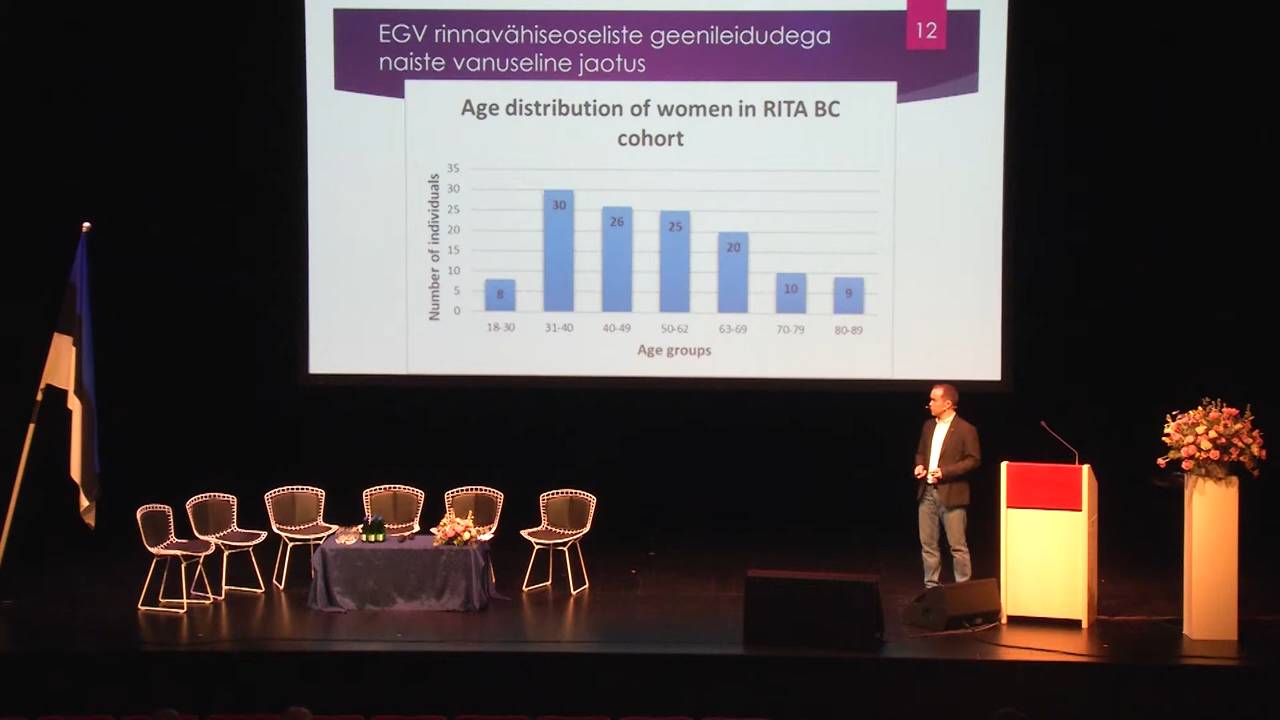 EGV rinnavähiseoseliste geenileidudega
naiste vanuseline jaotus
12
Age distribution of women in RITA BC
cohort
Number of individuals
35
30
25
20
15
10
5
0
8
30
26
25
20
10
9
18-30 31-40 40-49 50-62 63-69 70-79 80-89
Age groups